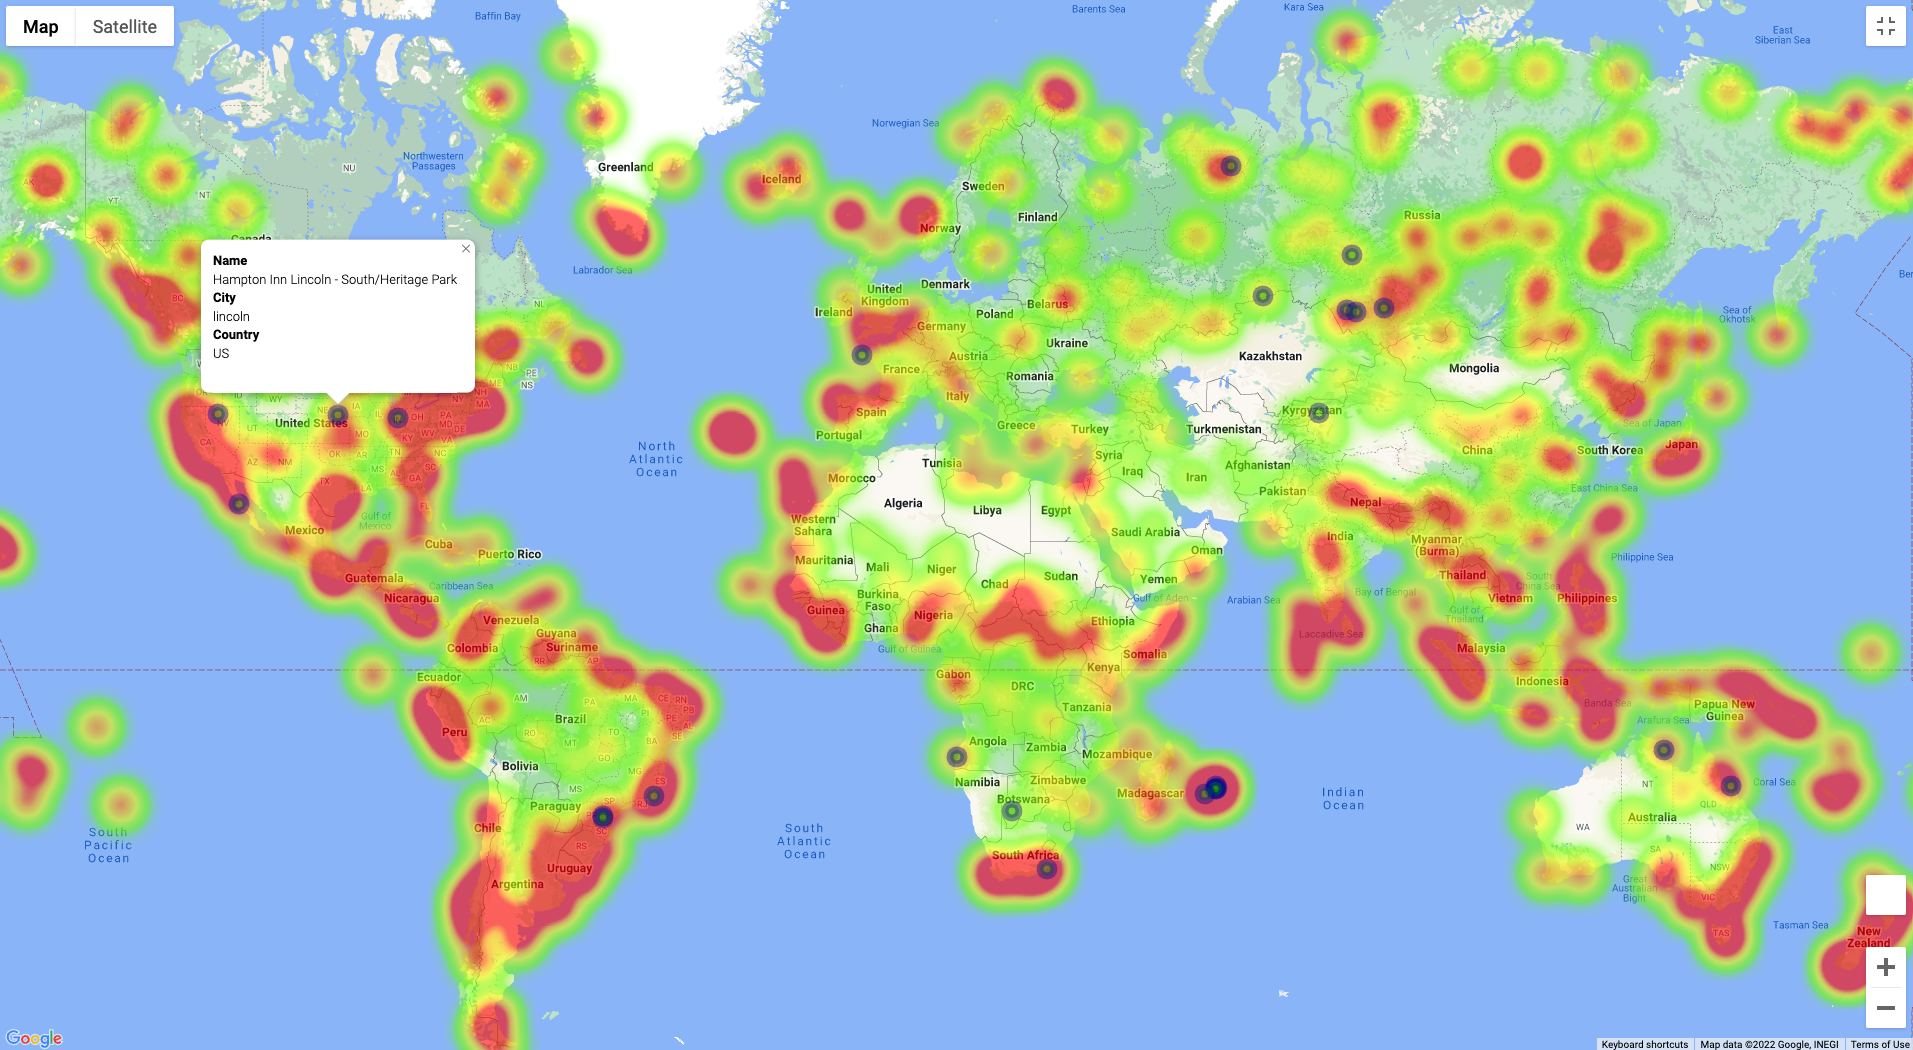 Map
Satellite
Baffin Bay
Barents Sea
Kara Sea
East
Siberian Sea
Norwegian Sea
Northwestern
Passages
NU
Greenland
AK
YT
NT
Iceland
Sweden
Finland
Norway
Russia
Canada
Labrador Sea
Name
Hampton Inn Lincoln - South/Heritage Park
City
lincoln
Country
US
BC
NL
United
Kingdom
Denmark
Ireland
Belarus
Poland
Germany
Ukraine
Kazakhstan
Mongolia
Sea of
Okhotsk
Austria
France
Romania
Italy
PE
NS
ME
NH
MA
ID
WY
IA
NE
NV
UT
United States
IL
OH
PA
MD
DE
CA
MO
KY
WV
VA
AZ
NM
OK
AR
TN
TX
MS
AL
SC
GA
LA
FL
Spain
Portugal
Greece
Turkey
Kyrgyzstan
Turkmenistan
Sea of Japan
Japan
South Korea
China
North
Atlantic
Ocean
Tunisia
Syria
Iraq
Iran
Afghanistan
Pakistan
Morocco
Algeria
Libya
Egypt
Nepal
East China Sea
Gulf of
Mexico
Mexico
Cuba
Puerto Rico
Western
Sahara
Saudi Arabia
India
Myanmar
(Burma)
Oman
Philippine Sea
Mauritania
Mali
Niger
Chad
Sudan
Yemen
Guatemala
Caribbean Sea
Nicaragua
Thailand
South
China Sea
Vietnam
Philippines
Bay of Bengal
Gulf of
Thailand
Arabian Sea
Gulf of Aden
Burkina
Faso
Guinea
Nigeria
Ghana
Ethiopia
Venezuela
Guyana
Suriname
Colombia
Gulf of Guinea
Laccadive Sea
Malaysia
Somalia
Kenya
RR
AP
Ecuador
Gabon
DRC
Indonesia
AM
PA
MA
CE
RN
PB
PE
AL
SE
Banda Sea
Papua New
Guinea
Arafura Sea
Tanzania
AC
Brazil
Peru
RO
TO
BA
MT
GO
Angola
Zambia
Mozambique
Bolivia
MG
ES
MS
SP
RJ
Namibia
Zimbabwe
Botswana
Madagascar
Indian
Ocean
NT
Coral Sea
QLD
Paraguay
PR
SC
Chile
RS
South
Pacific
Ocean
South
Atlantic
Ocean
WA
Australia
South Africa
SA
NSW
Uruguay
Argentina
Great
Australian
Bight
VIC
TAS
Tasman Sea
New
Zealand
Google
Keyboard shortcuts
Map data ©2022 Google, INEGI
Terms of Use